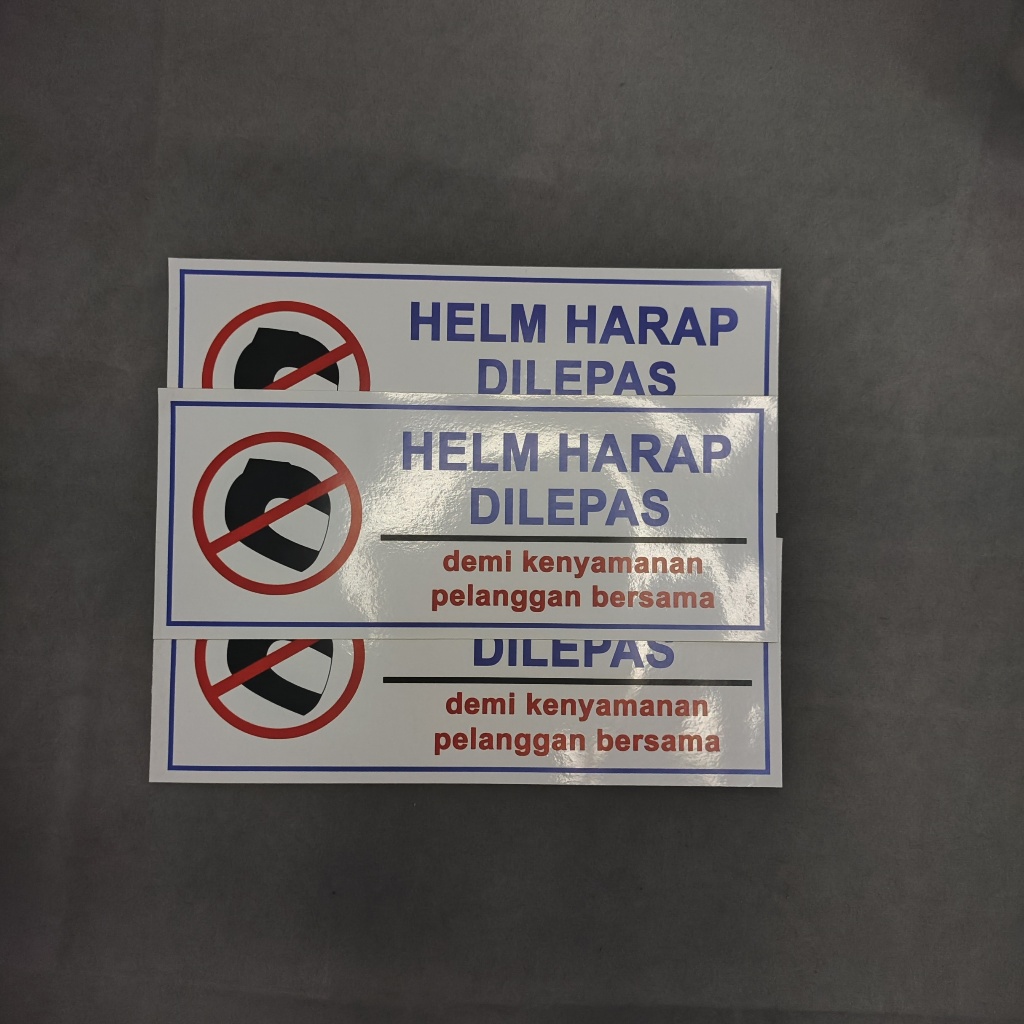 HELM HARAP
DILEPAS
HELM HARAP
DILEPAS
demi kenyamanan
pelanggan bersama
DILEPAS
demi kenyamanan
pelanggan bersama